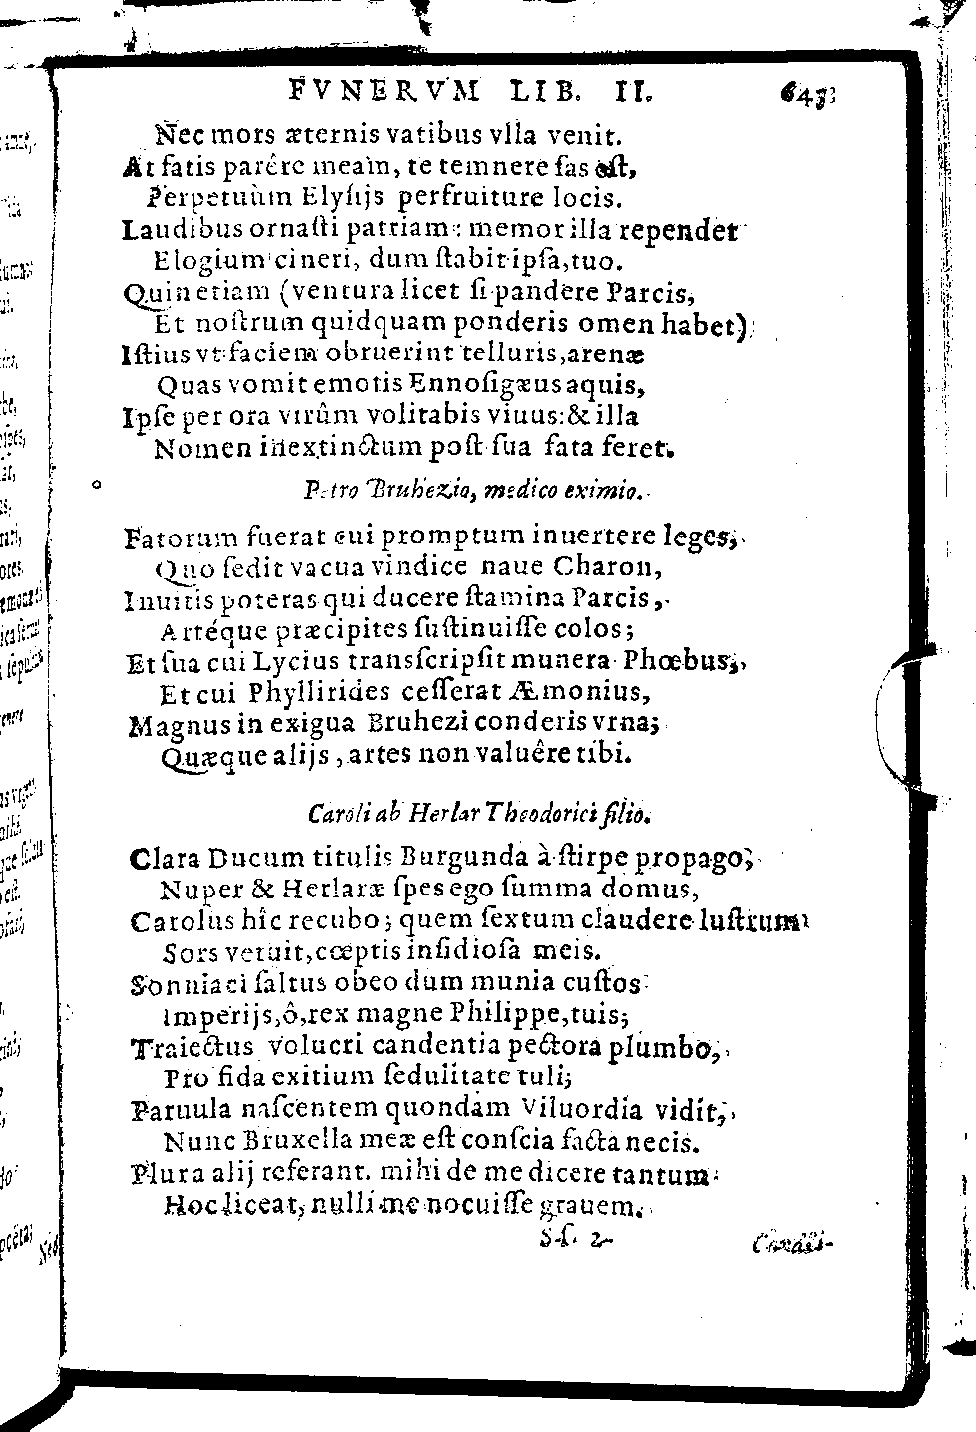 FVNERVM LIB. II. 643
Nec mors æternis vatibus vlla venit.
At fatis parêre meam, te temnere fas est,
Perpetuùm Elysijs perfruiture locis.
Laudibus ornaſti patriam: memor illa rependet
Elogium cineri, dum ſtabit ipſa, tuo.
Quin etiam (ventura licet ſi pandere Parcis,
Et noſtrum quidquam ponderis omen habet)
Iſtius vt faciem obruerint telluris, arenæ
Quas vomit emotis Ennoſigæus aquis,
Ipſe per ora virûm volitabis viuus: & illa
Nomen inextinctum poſt ſua fata feret.
Petro Bruhezio, medico eximio.
Fatorum fuerat cui promptum inuertere leges,
Quo ſedit vacua vindice naue Charon,
Inuitis poteras qui ducere ſtamina Parcis,
Artéque præcipites ſuſtinuiſſe colos;
Et ſua cui Lycius tranſcripſit munera Phœbus,
Et cui Phyllirides ceſſerat Æmonius,
Magnus in exigua Bruhezi conderis vrna;
Quæque alijs, artes non valuêre tibi.
Caroli ab Herlar Theodorici filio.
Clara Ducum titulis Burgunda à ſtirpe propago,
Nuper & Herlaræ ſpes ego ſumma domus,
Carolus hîc recubo; quem ſextum claudere luſtrum
Sors vetuit, cœptis inſidioſa meis.
Sonniaci ſaltus obeo dum munia cuſtos
Imperijs, ô, rex magne Philippe, tuis;
Traiectus volucri candentia pectora plumbo,
Pro fida exitium ſedulitate tuli;
Paruula naſcentem quondam Viluordia vidit,
Nunc Bruxella meæ eſt conſcia facta necis.
Plura alij referant. mihi de me dicere tantum
Hoc liceat, nulli me nocuiſſe grauem.
Sſ. 2